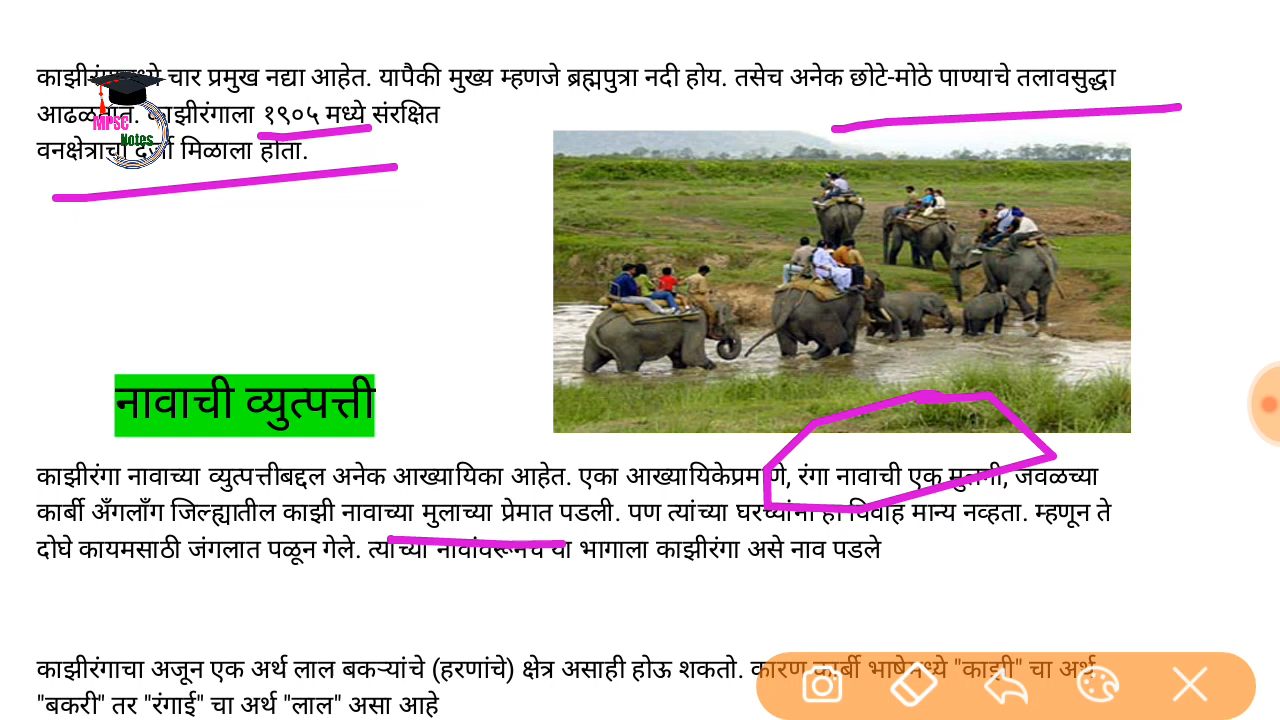 काझीरंगामध्ये चार प्रमुख नद्या आहेत. यापैकी मुख्य म्हणजे ब्रह्मपुत्रा नदी होय. तसेच अनेक छोटे-मोठे पाण्याचे तलावसुद्धा
आढळतात. काझीरंगाला १९०५ मध्ये संरक्षित
वनक्षेत्राचा दर्जा मिळाला होता.
MPSC
Notes
नावाची व्युत्पत्ती
काझीरंगा नावाच्या व्युत्पत्तीबद्दल अनेक आख्यायिका आहेत. एका आख्यायिकेप्रमाणे, रंगा नावाची एक मुलगी, जवळच्या
कार्बी अँगलाँग जिल्ह्यातील काझी नावाच्या मुलाच्या प्रेमात पडली. पण त्यांच्या घरच्यांना हा विवाह मान्य नव्हता. म्हणून ते
दोघे कायमसाठी जंगलात पळून गेले. त्यांच्या नावांवरूनच या भागाला काझीरंगा असे नाव पडले
काझीरंगाचा अजून एक अर्थ लाल बकऱ्यांचे (हरणांचे) क्षेत्र असाही होऊ शकतो. कारण कार्बी भाषेमध्ये "काझी" चा अर्थ
"बकरी" तर "रंगाई" चा अर्थ "लाल" असा आहे